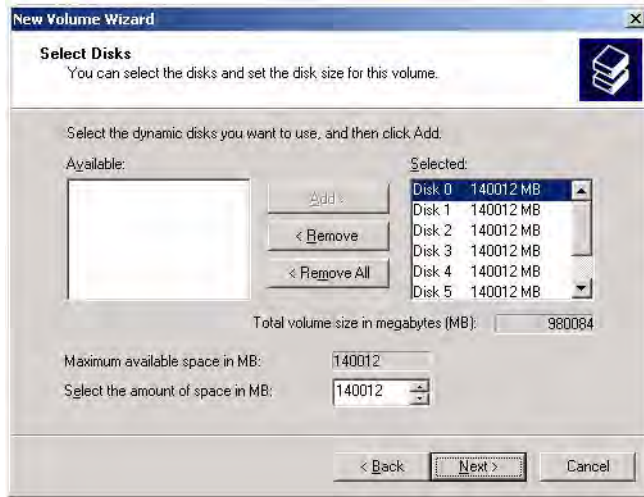 New Volume Wizard
Select Disks
You can select the disks and set the disk size for this volume.
Select the dynamic disks you want to use, and then click Add.
Available:
Selected:
Add >
< Remove
< Remove All
Disk 0 140012 MB
Disk 1 140012 MB
Disk 2 140012 MB
Disk 3 140012 MB
Disk 4 140012 MB
Disk 5 140012 MB
Total volume size in megabytes (MB): 980084
Maximum available space in MB: 140012
Select the amount of space in MB: 140012
< Back Next > Cancel